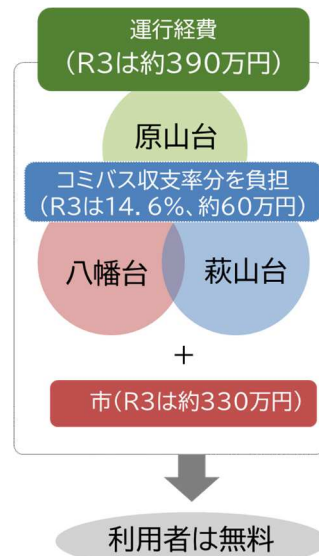 運行経費
(R3は約390万円)
原山台
コミバス収支率分を負担
(R3は14.6%、約60万円)
八幡台
萩山台
+
市(R3は約330万円)
利用者は無料